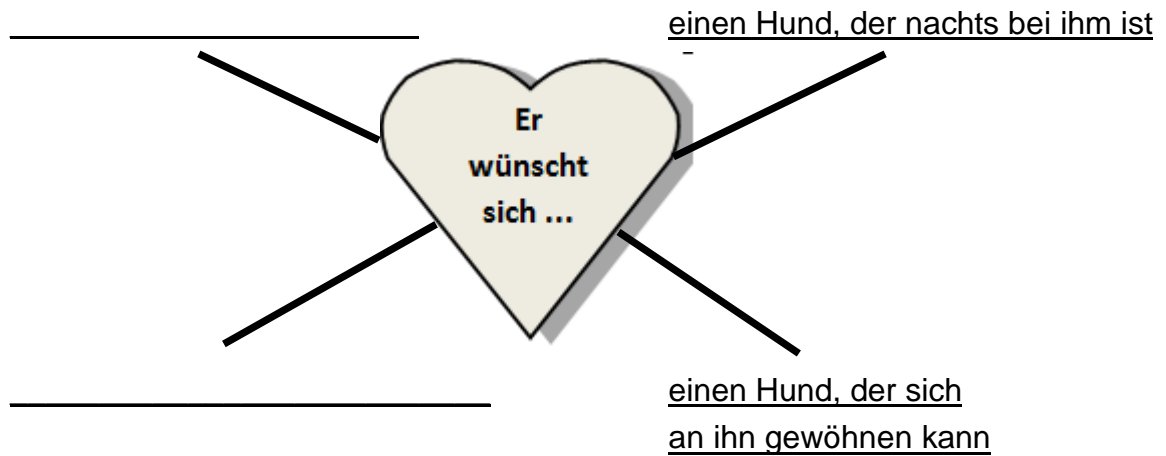 einen Hund, der nachts bei ihm ist
Er
wünscht
sich ...
einen Hund, der sich
an ihn gewöhnen kann